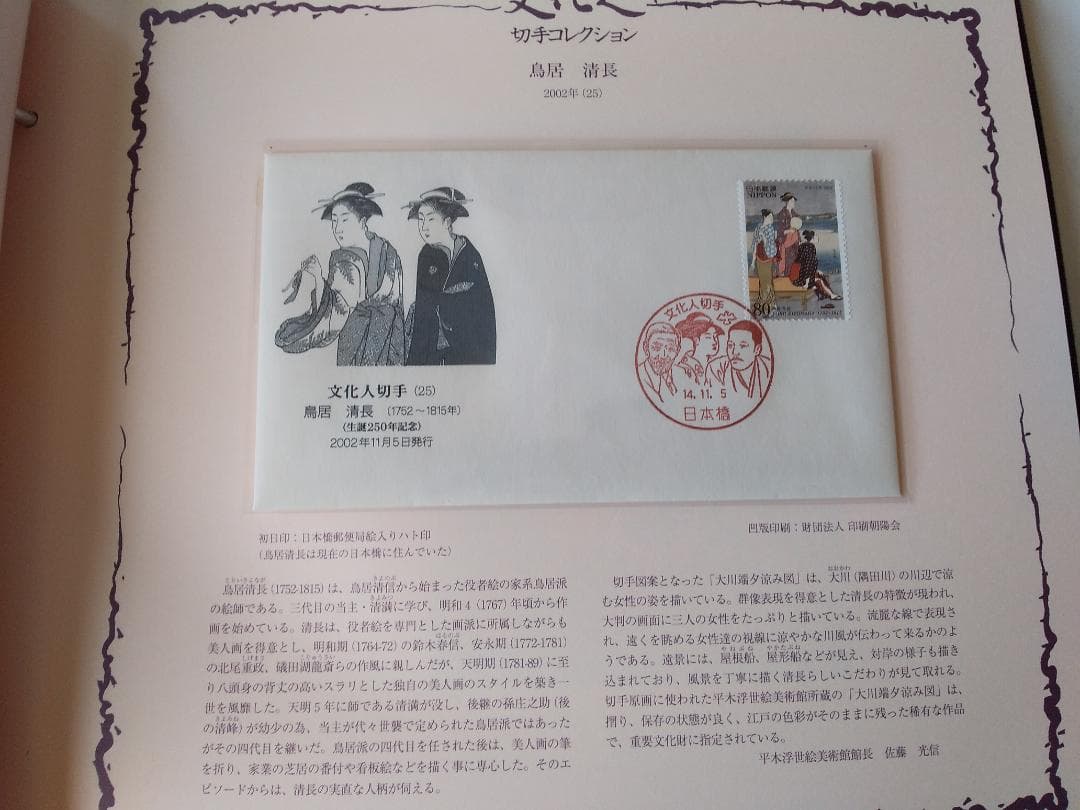 文化人
切手コレクション
鳥居　清長
2002年(25)
日本郵便
NIPPON
80
文化人切手
14.11.5
日本橋
文化人切手(25)
鳥居　清長　(1752〜1815年)
(生誕250年記念)
2002年11月5日発行
初日印：日本橋郵便局絵入りハト印
(鳥居清長は現在の日本橋に住んでいた)
凹版印刷：財団法人 印刷朝陽会
鳥居清長(1752-1815)は、鳥居清信から始まった役者絵の家系鳥居派
の絵師である。三代目の当主・清満に学び、明和4(1767)年頃から作
画を始めている。清長は、役者絵を専門とした画派に所属しながらも
美人画を得意とし、明和期(1764-72)の鈴木春信、安永期(1772-1781)
の北尾重政、礒田湖龍斎らの作風に親しんだが、天明期(1781-89)に至
り八頭身の背丈の高いスラリとした独自の美人画のスタイルを築き一
世を風靡した。天明5年に師である清満が没し、後継の孫庄之助(後
の清峰)が幼少の為、当主が代々世襲で定められた鳥居派ではあった
がその四代目を継いだ。鳥居派の四代目を任された後は、美人画の筆
を折り、家業の芝居の番付や看板絵などを描く事に専心した。そのエ
ピソードからは、清長の実直な人柄が伺える。
切手図案となった「大川端夕涼み図」は、大川(隅田川)の川辺で涼
む女性の姿を描いている。群像表現を得意とした清長の特徴が現われ、
大判の画面に三人の女性をたっぷりと描いている。流麗な線で表現さ
れ、遠くを眺める女性達の視線に涼やかな川風が伝わって来るかのよ
うである。遠景には、屋根船、屋形船などが見え、対岸の様子も描き
込まれており、風景を丁寧に描く清長らしいこだわりが見て取れる。
切手原画に使われた平木浮世絵美術館所蔵の「大川端夕涼み図」は、
摺り、保存の状態が良く、江戸の色彩がそのままに残った稀有な作品
で、重要文化財に指定されている。
平木浮世絵美術館館長　佐藤　光信